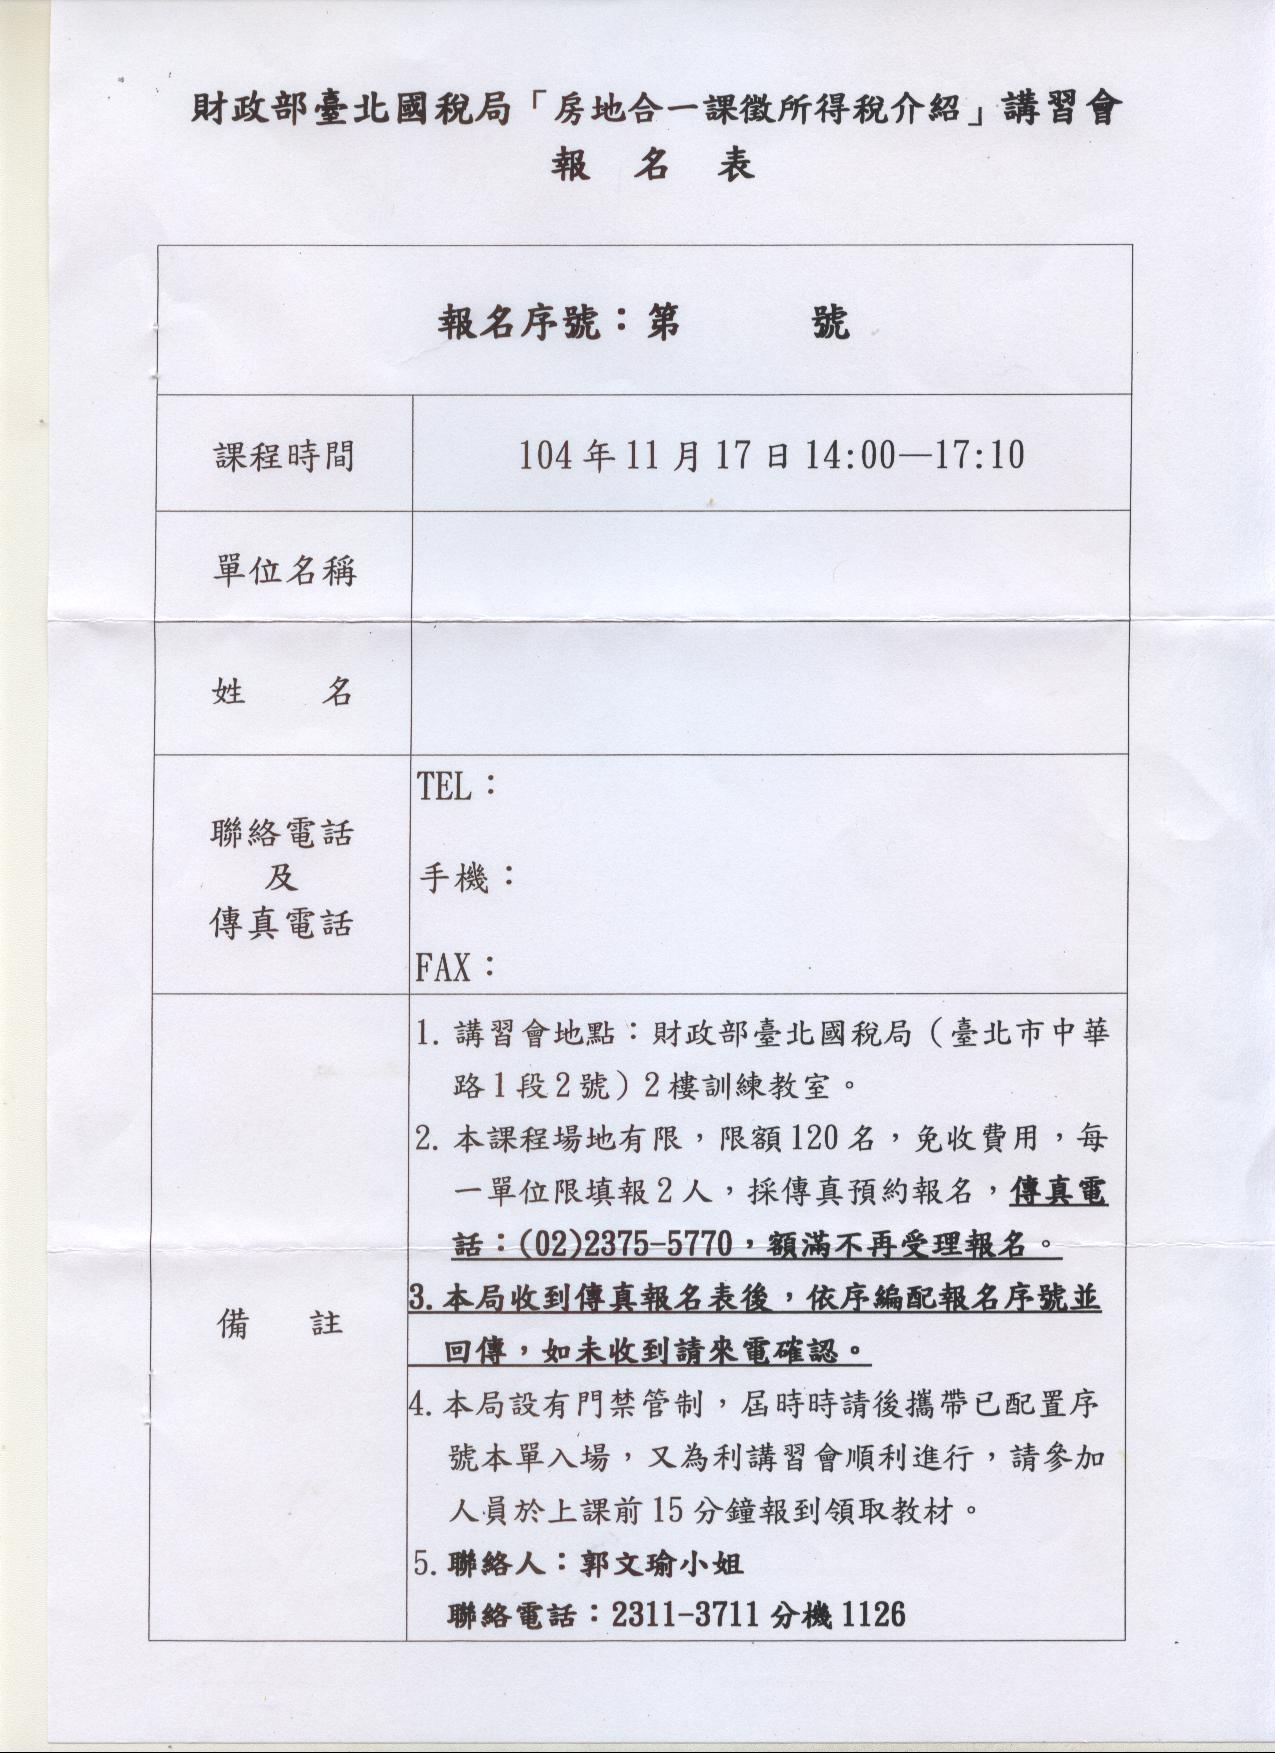 財政部臺北國稅局「房地合一課徵所得稅介紹」講習會
報 名 表
報名序號：第 號
課程時間
104年11月17日14:00—17:10
單位名稱
姓 名
聯絡電話
及
傳真電話
TEL：
手機：
FAX：
備 註
1. 講習會地點：財政部臺北國稅局（臺北市中華
路1段2號）2樓訓練教室。
2. 本課程場地有限，限額120名，免收費用，每
一單位限填報2人，採傳真預約報名，傳真電
話：(02)2375-5770，額滿不再受理報名。
3. 本局收到傳真報名表後，依序編配報名序號並
回傳，如未收到請來電確認。
4. 本局設有門禁管制，屆時時請後攜帶已配置序
號本單入場，又為利講習會順利進行，請參加
人員於上課前15分鐘報到領取教材。
5. 聯絡人：郭文瑜小姐
聯絡電話：2311-3711分機1126